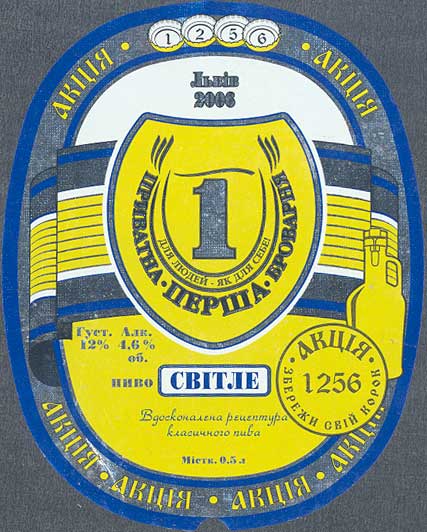 АКЦІЯ • 1 2 5 6 • АКЦІЯ
Львів
2006
1
ДЛЯ ЛЮДЕЙ - ЯК ДЛЯ СЕБЕ!
ПРИВАТНА • ПЕРША • БРОВАРНЯ
Густ. Алк.
12% 4,6%
об.
ПИВО СВІТЛЕ
• АКЦІЯ •
1256
ЗБЕРЕЖИ СВІЙ КОРОК
Вдосконалена рецептура
класичного пива
Містк. 0,5 л
АКЦІЯ • АКЦІЯ • АКЦІЯ • АКЦІЯ